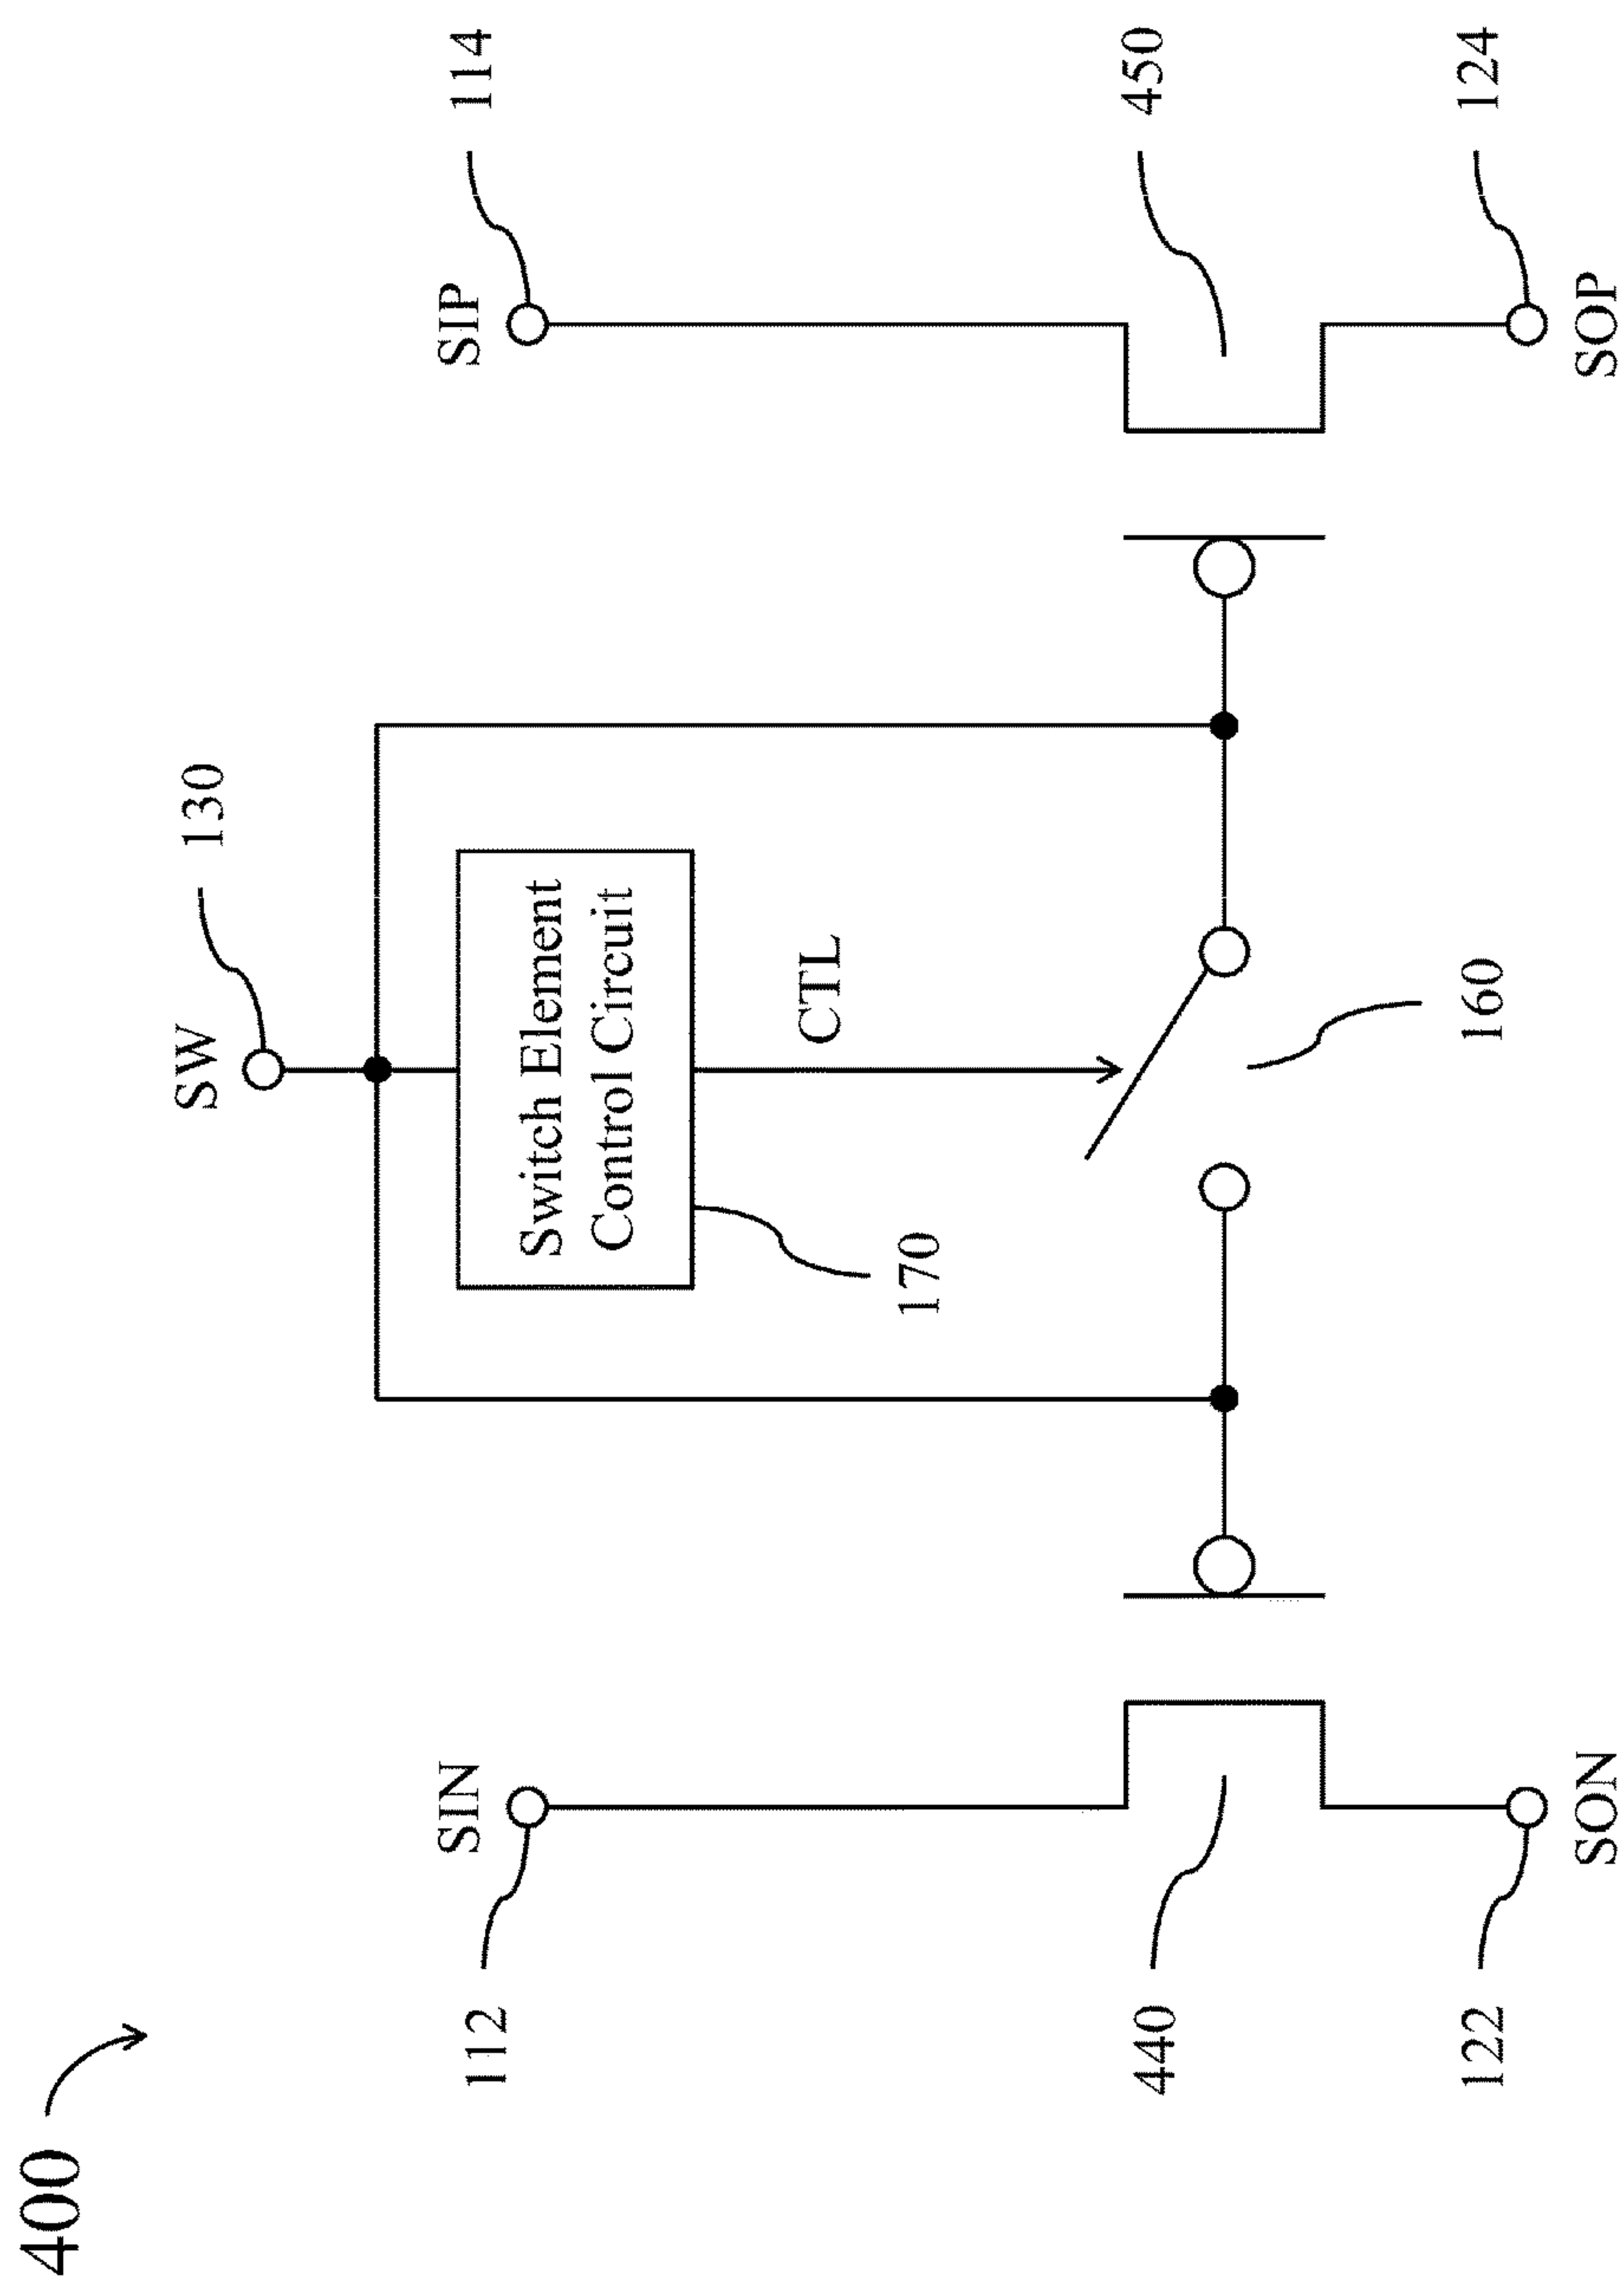 400
SW
130
SIN
112
SIP
114
Switch Element
Control Circuit
170
CTL
440
450
160
122
SON
124
SOP